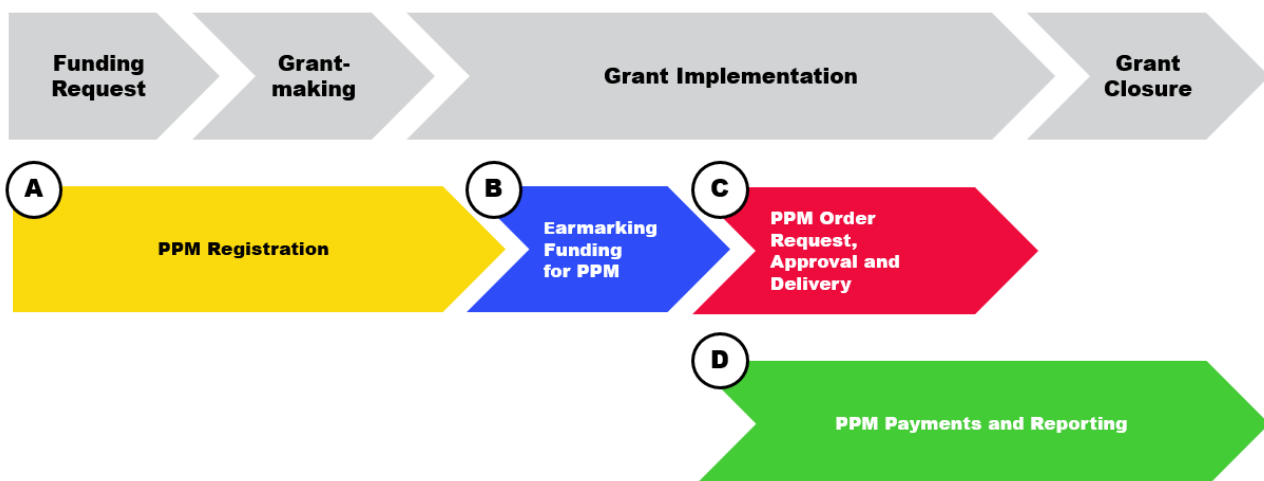 Funding
Request
Grant-
making
Grant Implementation
Grant
Closure
A
PPM Registration
B
Earmarking
Funding
for PPM
C
PPM Order
Request,
Approval and
Delivery
D
PPM Payments and Reporting